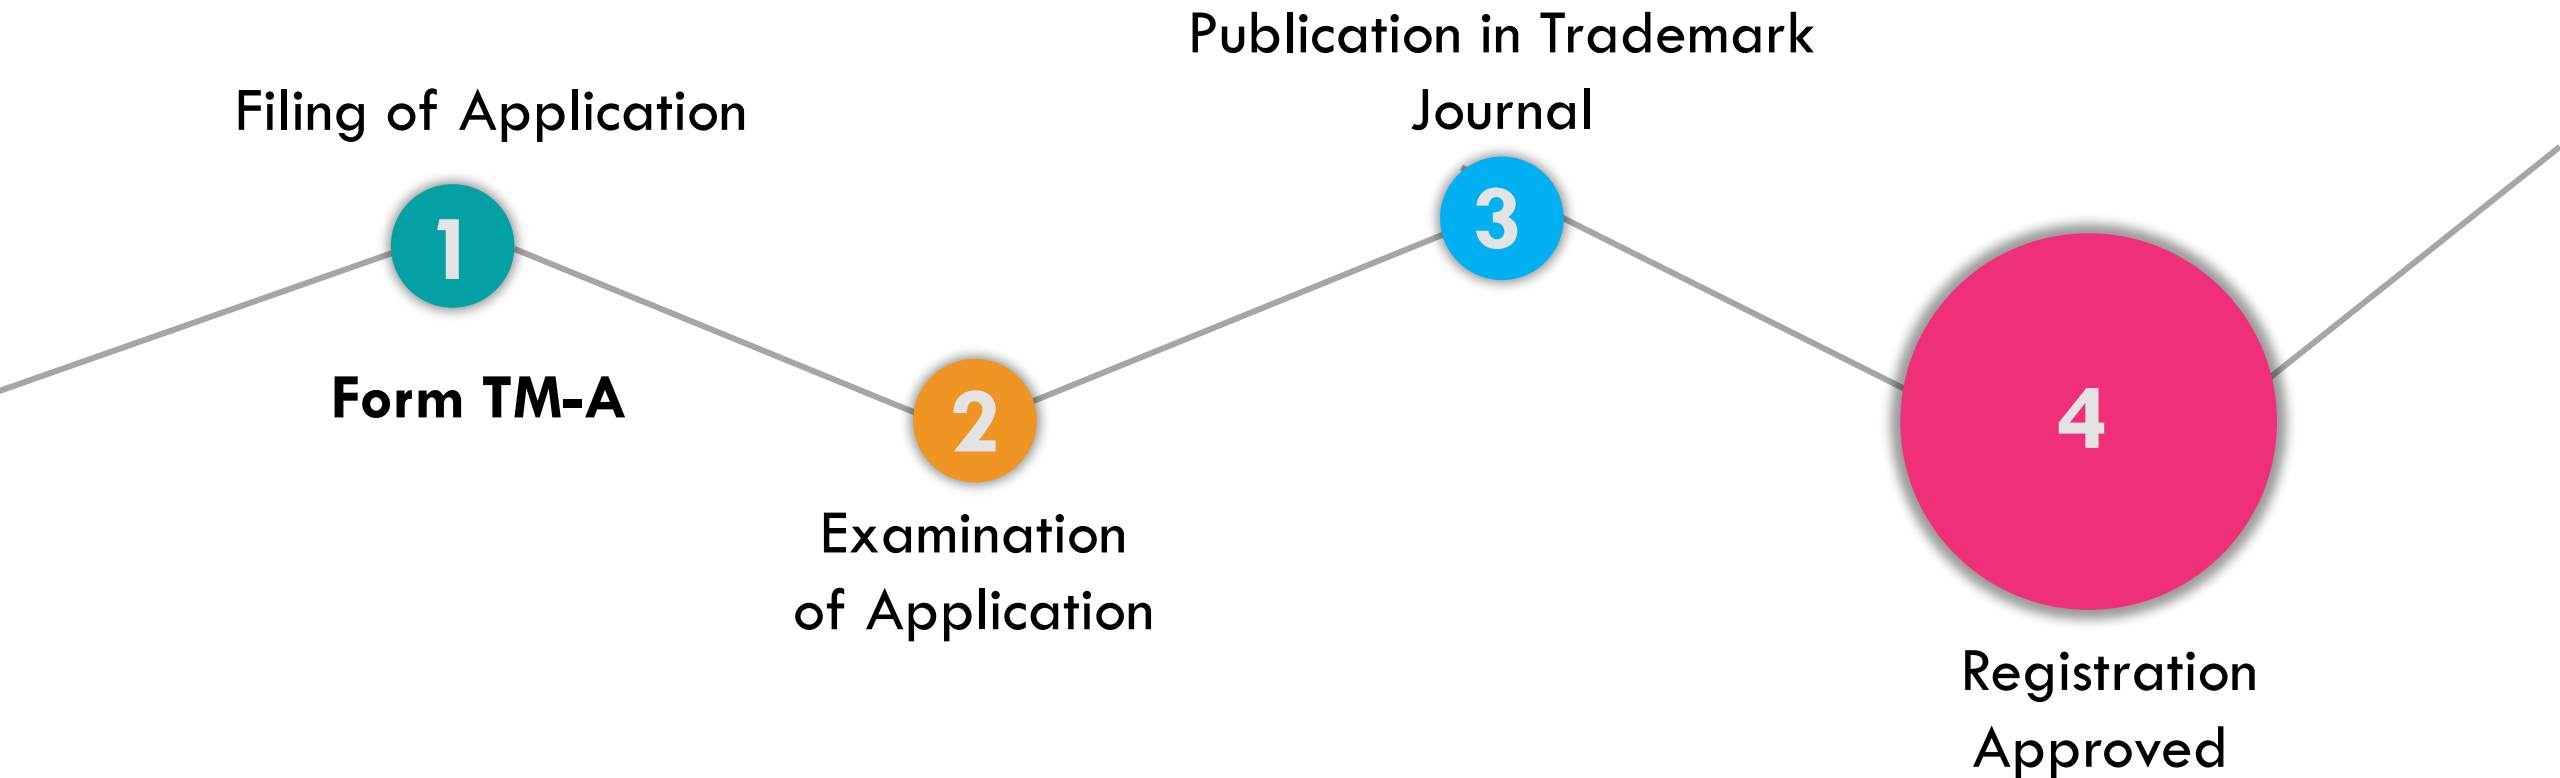 Filing of Application
1
Form TM-A
2
Examination
of Application
Publication in Trademark
Journal
3
4
Registration
Approved